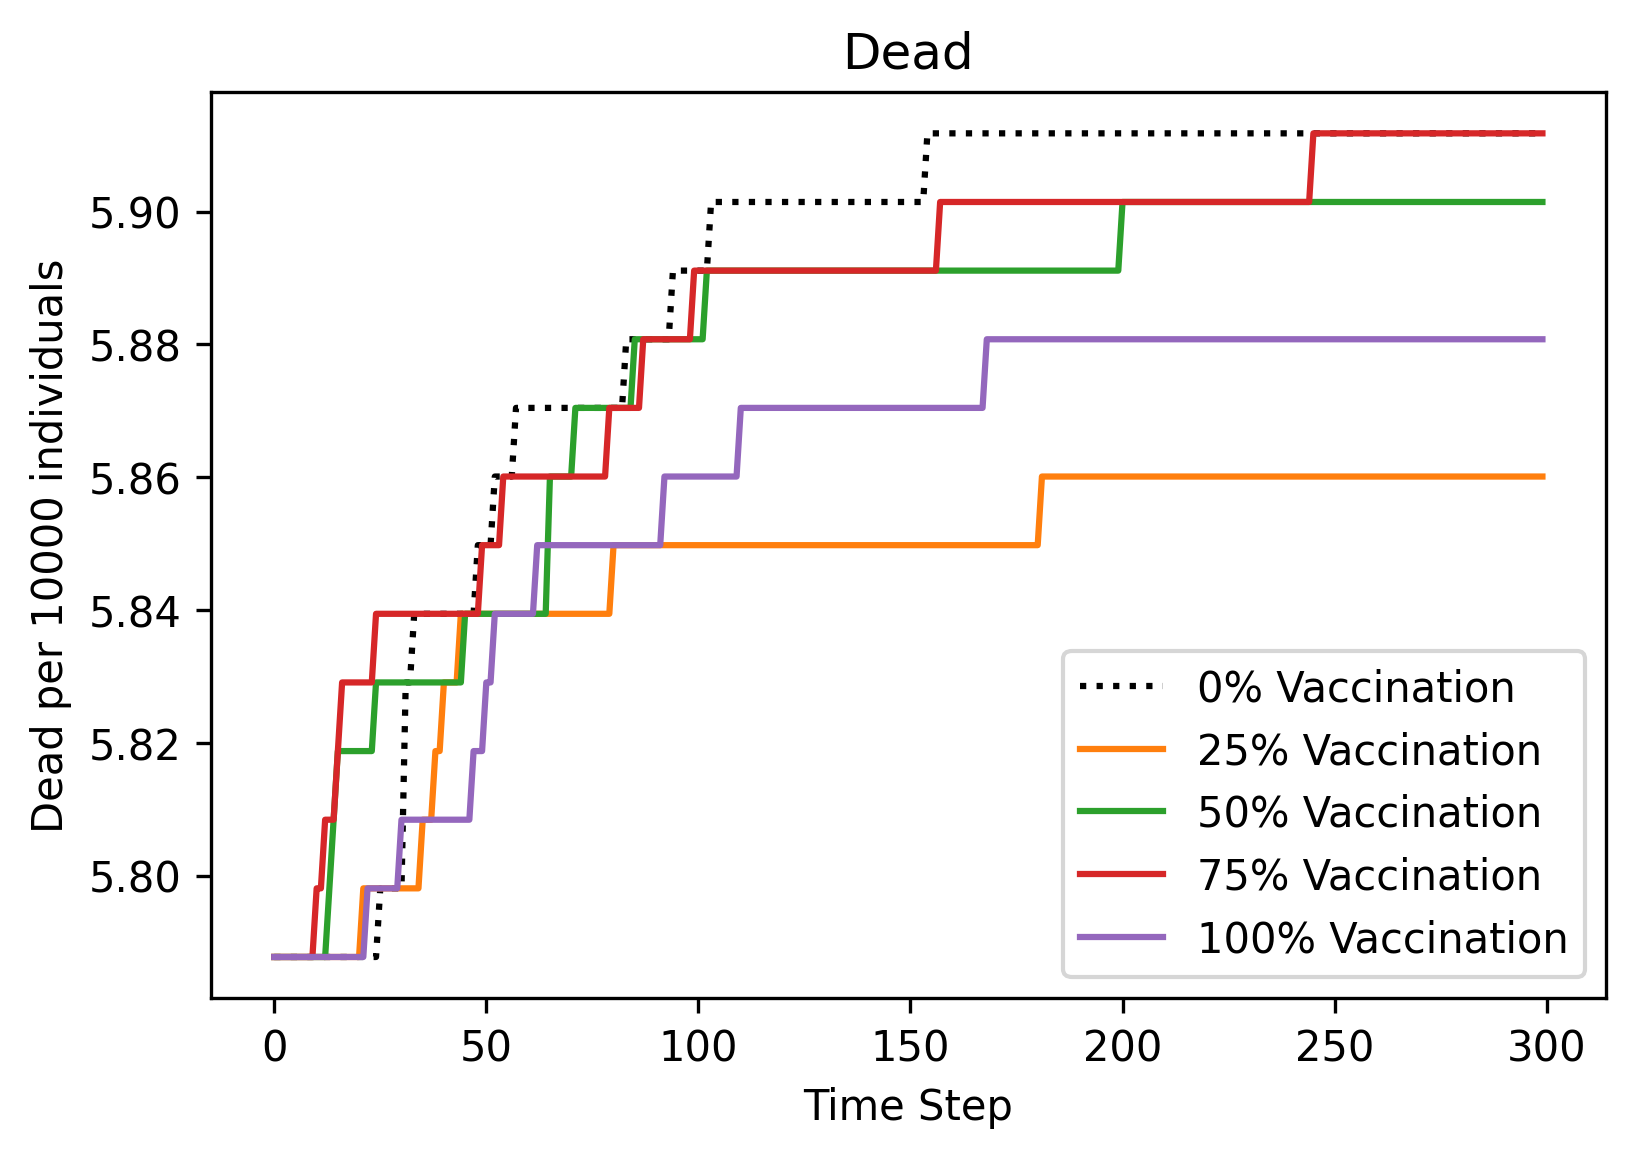 Dead
Dead per 10000 individuals
5.90
5.88
5.86
5.84
5.82
5.80
0% Vaccination
25% Vaccination
50% Vaccination
75% Vaccination
100% Vaccination
0 50 100 150 200 250 300
Time Step